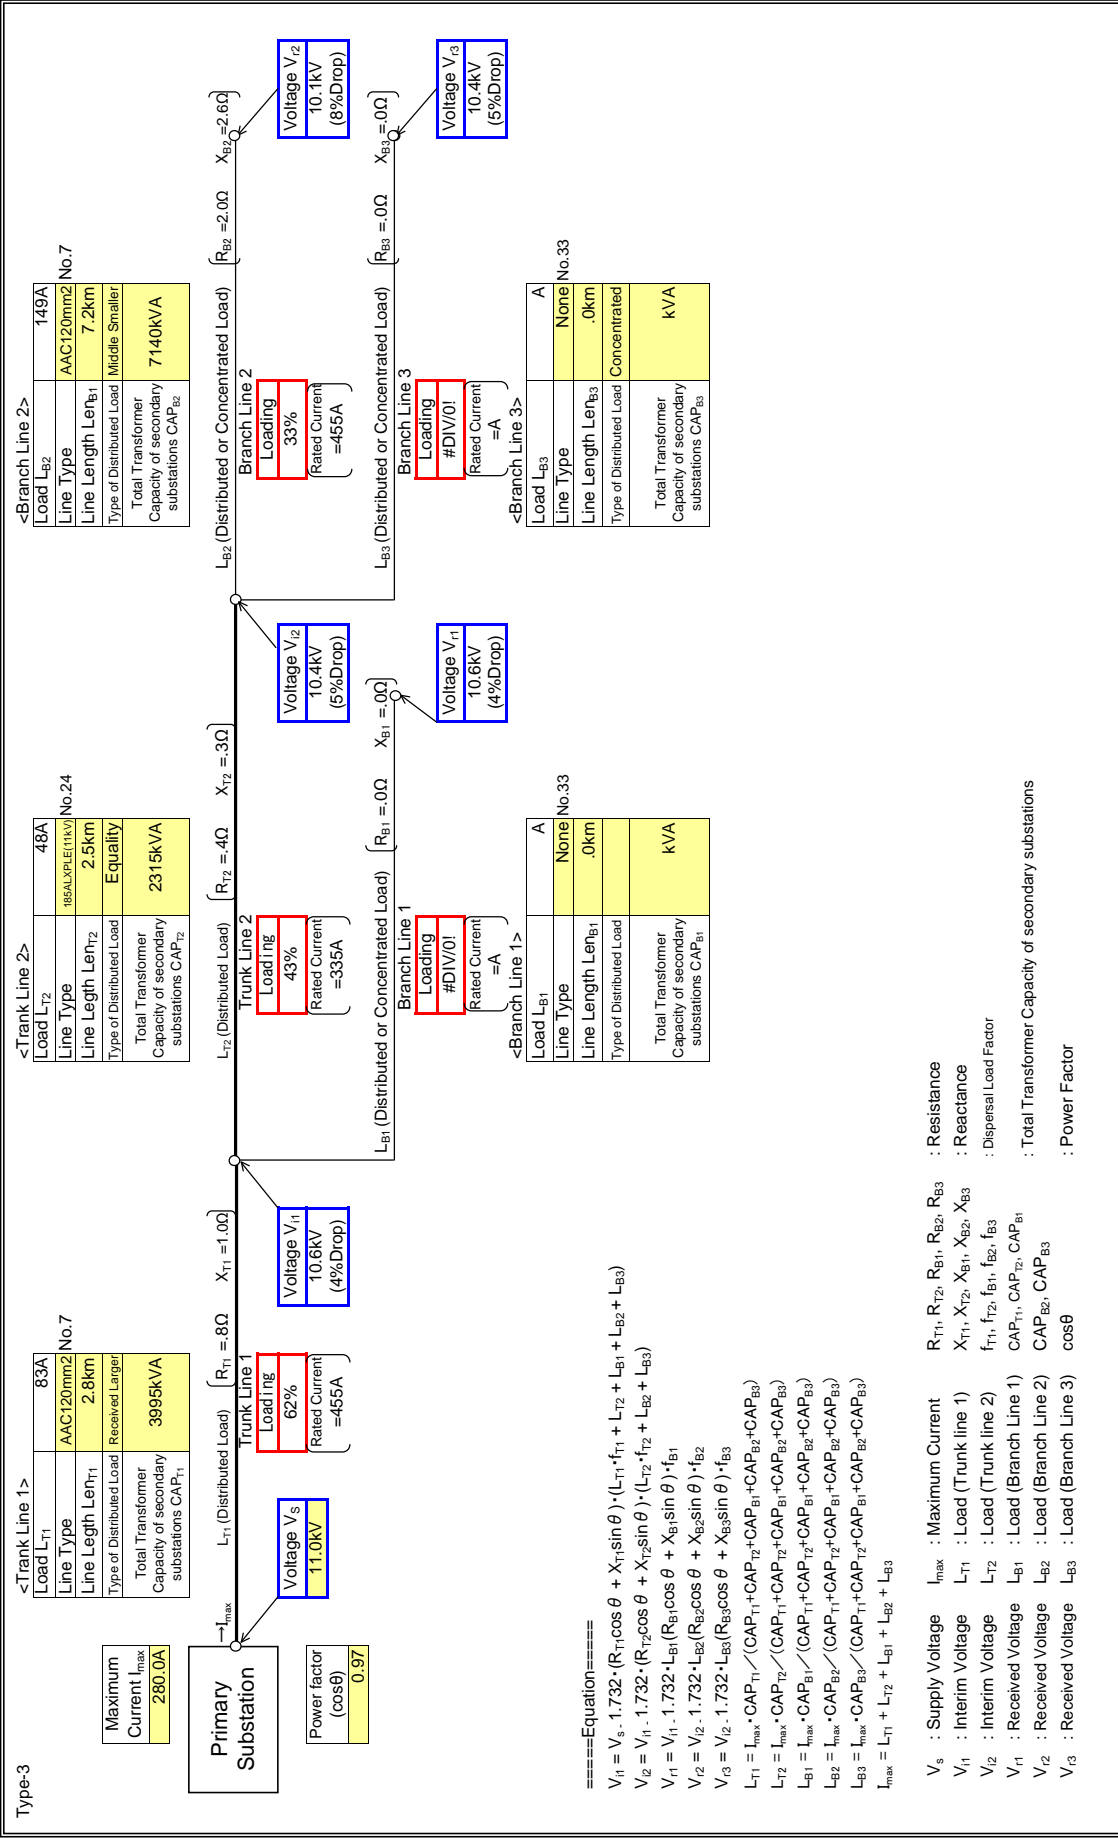 Type-3
Maximum
Current Imax
280.0A
Primary
Substation
→Imax
Power factor
(cosθ)
0.97
Voltage Vs
11.0kV
<Trank Line 1>
Load LT1 83A
Line Type AAC120mm2 No.7
Line Legth LenT1 2.8km
Type of Distributed Load Received Larger
Total Transformer
Capacity of secondary
substations CAPT1
3995kVA
LT1 (Distributed Load) RT1 =.8Ω XT1 =1.0Ω
Trunk Line 1
Loading
62%
Rated Current
=455A
Voltage Vi1
10.6kV
(4%Drop)
<Trank Line 2>
Load LT2 48A
Line Type 185ALXPLE(11kV) No.24
Line Legth LenT2 2.5km
Type of Distributed Load Equality
Total Transformer
Capacity of secondary
substations CAPT2
2315kVA
LT2 (Distributed Load) RT2 =.4Ω XT2 =.3Ω
Trunk Line 2
Loading
43%
Rated Current
=335A
Voltage Vi2
10.4kV
(5%Drop)
LB1 (Distributed or Concentrated Load) RB1 =.0Ω XB1 =.0Ω
Branch Line 1
Loading
#DIV/0!
Rated Current
=A
Voltage Vr1
10.6kV
(4%Drop)
<Branch Line 1>
Load LB1 A
Line Type None No.33
Line Length LenB1 .0km
Type of Distributed Load
Total Transformer
Capacity of secondary
substations CAPB1
kVA
<Branch Line 2>
Load LB2 149A
Line Type AAC120mm2 No.7
Line Length LenB1 7.2km
Type of Distributed Load Middle Smaller
Total Transformer
Capacity of secondary
substations CAPB2
7140kVA
LB2 (Distributed or Concentrated Load) RB2 =2.0Ω XB2 =2.6Ω
Branch Line 2
Loading
33%
Rated Current
=455A
Voltage Vr2
10.1kV
(8%Drop)
LB3 (Distributed or Concentrated Load) RB3 =.0Ω XB3 =.0Ω
Branch Line 3
Loading
#DIV/0!
Rated Current
=A
Voltage Vr3
10.4kV
(5%Drop)
<Branch Line 3>
Load LB3 A
Line Type None No.33
Line Length LenB3 .0km
Type of Distributed Load Concentrated
Total Transformer
Capacity of secondary
substations CAPB3
kVA
=====Equation=====
Vi1 = Vs - 1.732・(RT1cos θ + XT1sin θ)・(LT1・fT1 + LT2 + LB1 + LB2 + LB3)
Vi2 = Vi1 - 1.732・(RT2cos θ + XT2sin θ)・(LT2・fT2 + LB2 + LB3)
Vr1 = Vi1 - 1.732・LB1(RB1cos θ + XB1sin θ)・fB1
Vr2 = Vi2 - 1.732・LB2(RB2cos θ + XB2sin θ)・fB2
Vr3 = Vi2 - 1.732・LB3(RB3cos θ + XB3sin θ)・fB3
LT1 = Imax・CAPT1／(CAPT1+CAPT2+CAPB1+CAPB2+CAPB3)
LT2 = Imax・CAPT2／(CAPT1+CAPT2+CAPB1+CAPB2+CAPB3)
LB1 = Imax・CAPB1／(CAPT1+CAPT2+CAPB1+CAPB2+CAPB3)
LB2 = Imax・CAPB2／(CAPT1+CAPT2+CAPB1+CAPB2+CAPB3)
LB3 = Imax・CAPB3／(CAPT1+CAPT2+CAPB1+CAPB2+CAPB3)
Imax = LT1 + LT2 + LB1 + LB2 + LB3
Vs : Supply Voltage Imax : Maximum Current RT1, RT2, RB1, RB2, RB3 : Resistance
Vi1 : Interim Voltage LT1 : Load (Trunk line 1) XT1, XT2, XB1, XB2, XB3 : Reactance
Vi2 : Interim Voltage LT2 : Load (Trunk line 2) fT1, fT2, fB1, fB2, fB3 : Dispersal Load Factor
Vr1 : Received Voltage LB1 : Load (Branch Line 1) CAPT1, CAPT2, CAPB1
Vr2 : Received Voltage LB2 : Load (Branch Line 2) CAPB2, CAPB3 : Total Transformer Capacity of secondary substations
Vr3 : Received Voltage LB3 : Load (Branch Line 3) cosθ : Power Factor